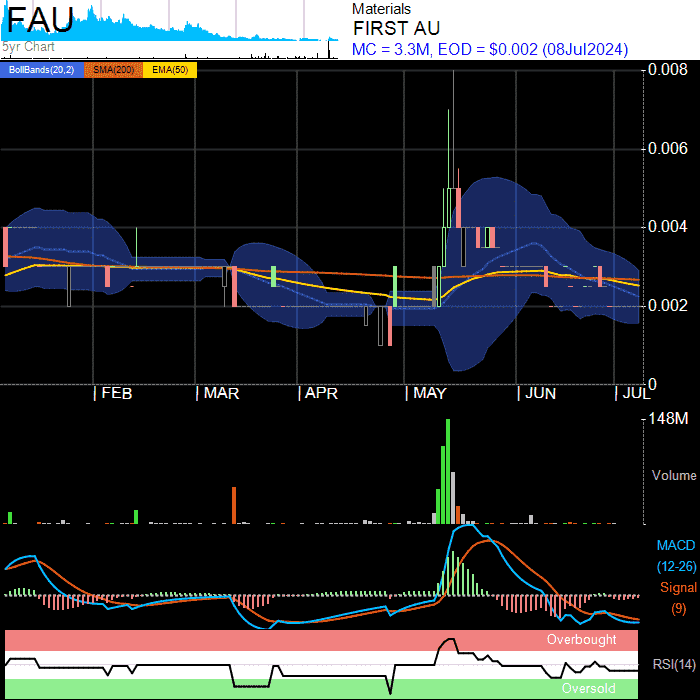 FAU
5yr Chart
Materials
FIRST AU
MC = 3.3M, EOD = $0.002 (08Jul2024)
BollBands(20,2) SMA(200) EMA(50)
0.008
0.006
0.004
0.002
0
| FEB | MAR | APR | MAY | JUN | JUL
148M
Volume
MACD
(12-26)
Signal
(9)
Overbought
RSI(14)
Oversold